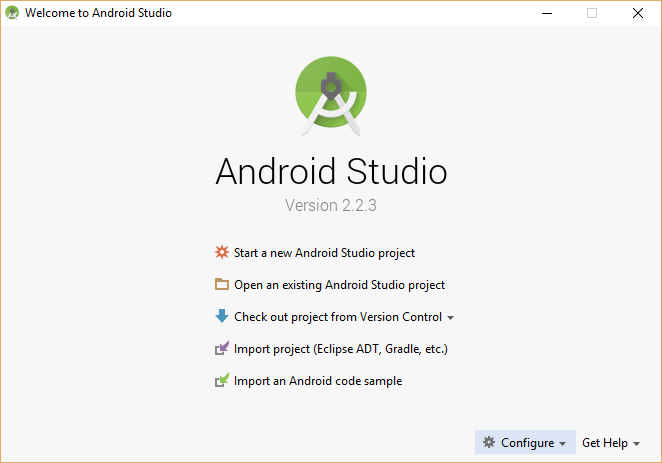 Welcome to Android Studio
Android Studio
Version 2.2.3
Start a new Android Studio project
Open an existing Android Studio project
Check out project from Version Control
Import project (Eclipse ADT, Gradle, etc.)
Import an Android code sample
Configure Get Help